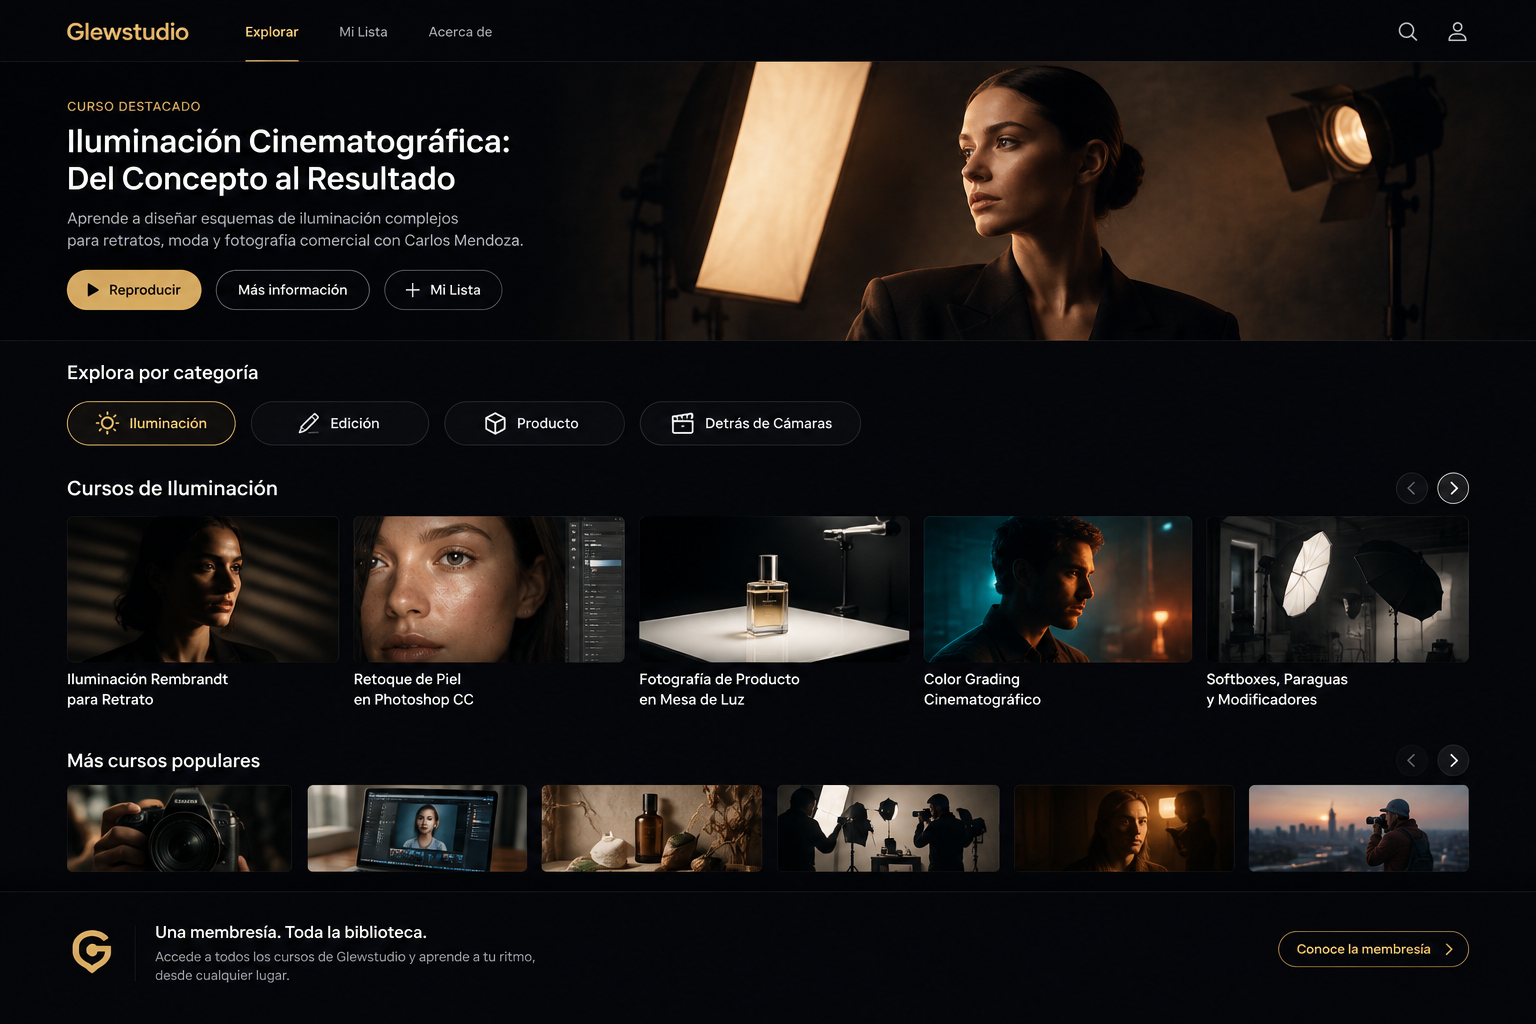 Glewstudio
Explorar
Mi Lista
Acerca de
CURSO DESTACADO
Iluminación Cinematográfica:
Del Concepto al Resultado
Aprende a diseñar esquemas de iluminación complejos
para retratos, moda y fotografía comercial con Carlos Mendoza.
Reproducir
Más información
Mi Lista
Explora por categoría
Iluminación
Edición
Producto
Detrás de Cámaras
Cursos de Iluminación
Iluminación Rembrandt
para Retrato
Retoque de Piel
en Photoshop CC
Fotografía de Producto
en Mesa de Luz
Color Grading
Cinematográfico
Softboxes, Paraguas
y Modificadores
Más cursos populares
Una membresía. Toda la biblioteca.
Accede a todos los cursos de Glewstudio y aprende a tu ritmo,
desde cualquier lugar.
Conoce la membresía